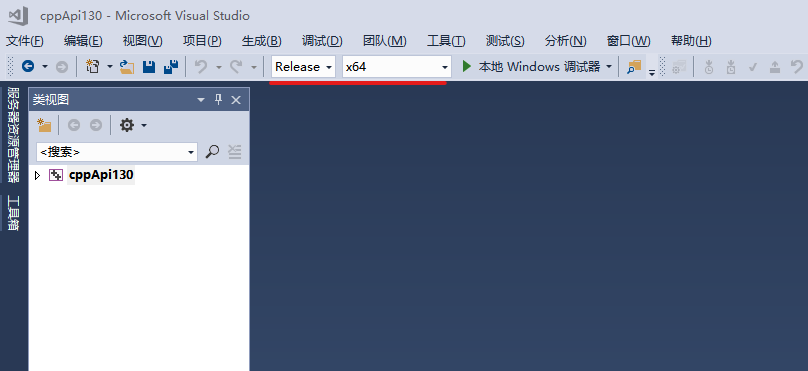 cppApi130 - Microsoft Visual Studio
文件(F) 编辑(E) 视图(V) 项目(P) 生成(B) 调试(D) 团队(M) 工具(T) 测试(S) 分析(N) 窗口(W) 帮助(H)
Release x64 本地 Windows 调试器
服务器资源管理器
工具箱
类视图
<搜索>
cppApi130